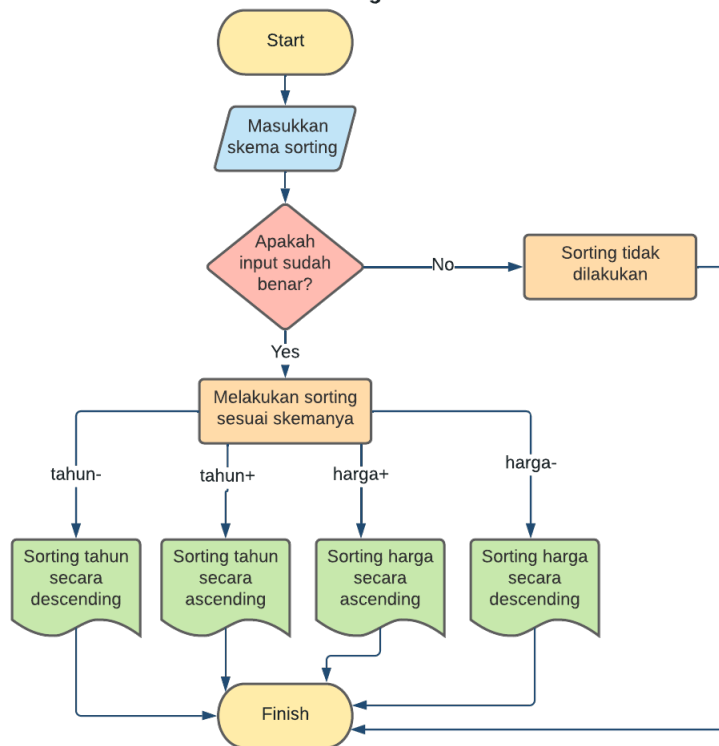 Start
Masukkan
skema sorting
Apakah
input sudah
benar?
No
Sorting tidak
dilakukan
Yes
Melakukan sorting
sesuai skemanya
tahun-
tahun+
harga+
harga-
Sorting tahun
secara
descending
Sorting tahun
secara
ascending
Sorting harga
secara
ascending
Sorting harga
secara
descending
Finish